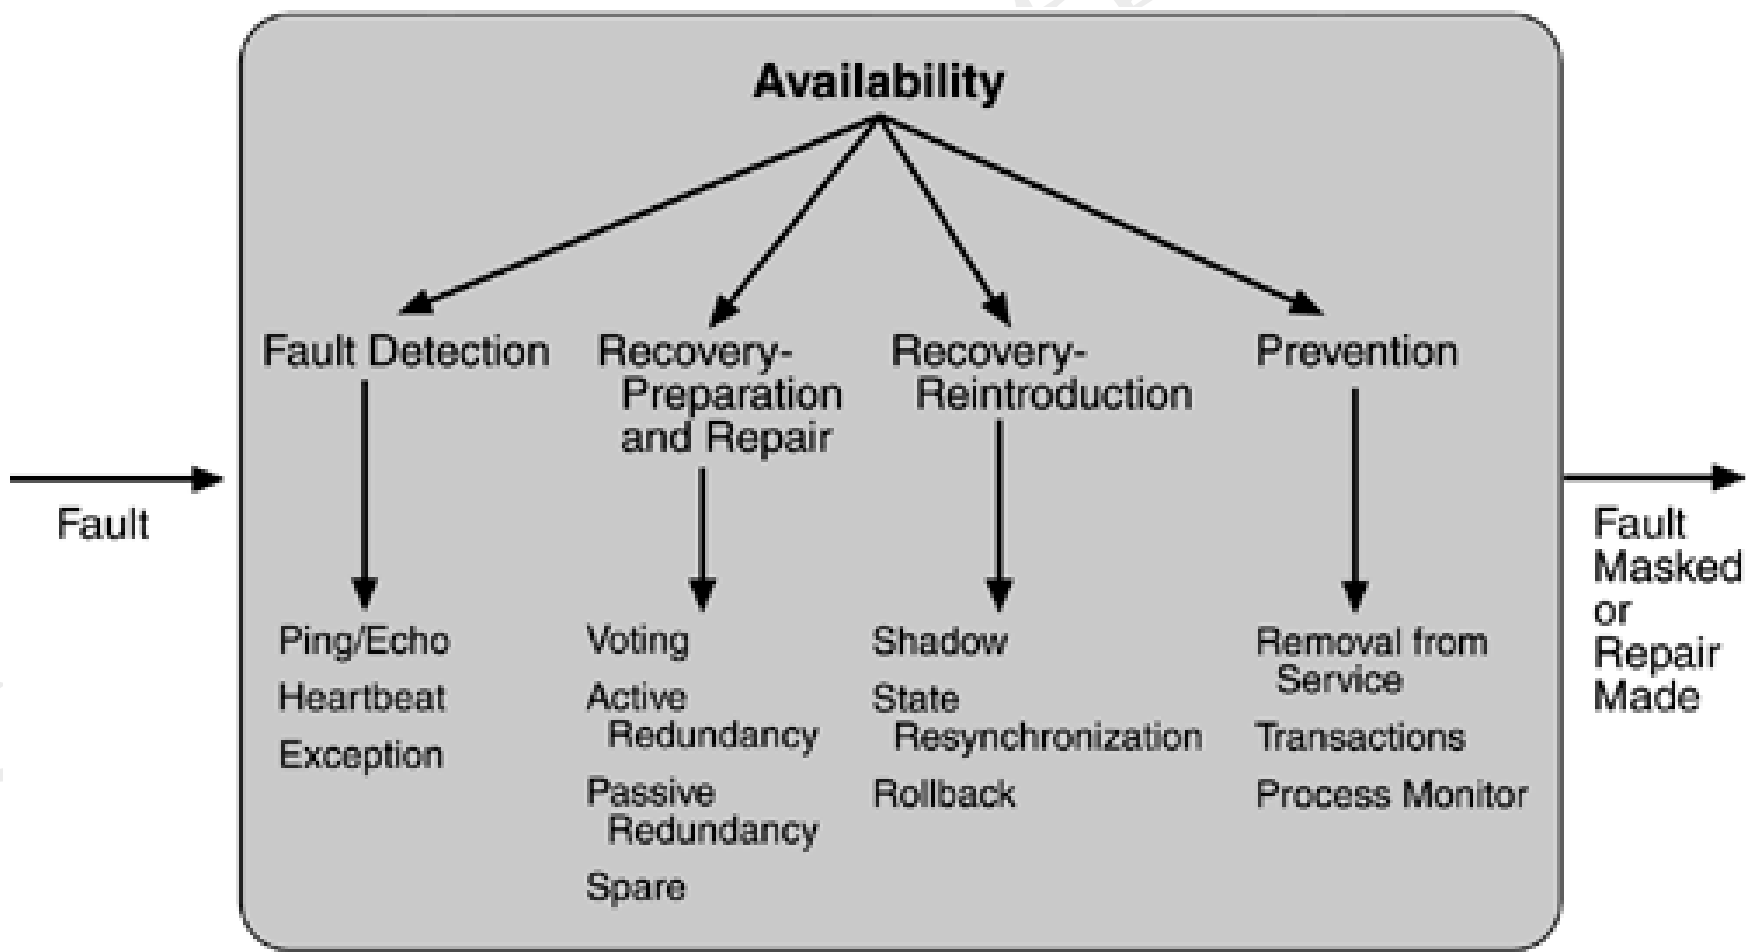 Availability
Fault Detection
Recovery-
Preparation
and Repair
Recovery-
Reintroduction
Prevention
Fault
Fault
Masked
or
Repair
Made
Ping/Echo
Heartbeat
Exception
Voting
Active
Redundancy
Passive
Redundancy
Spare
Shadow
State
Resynchronization
Rollback
Removal from
Service
Transactions
Process Monitor